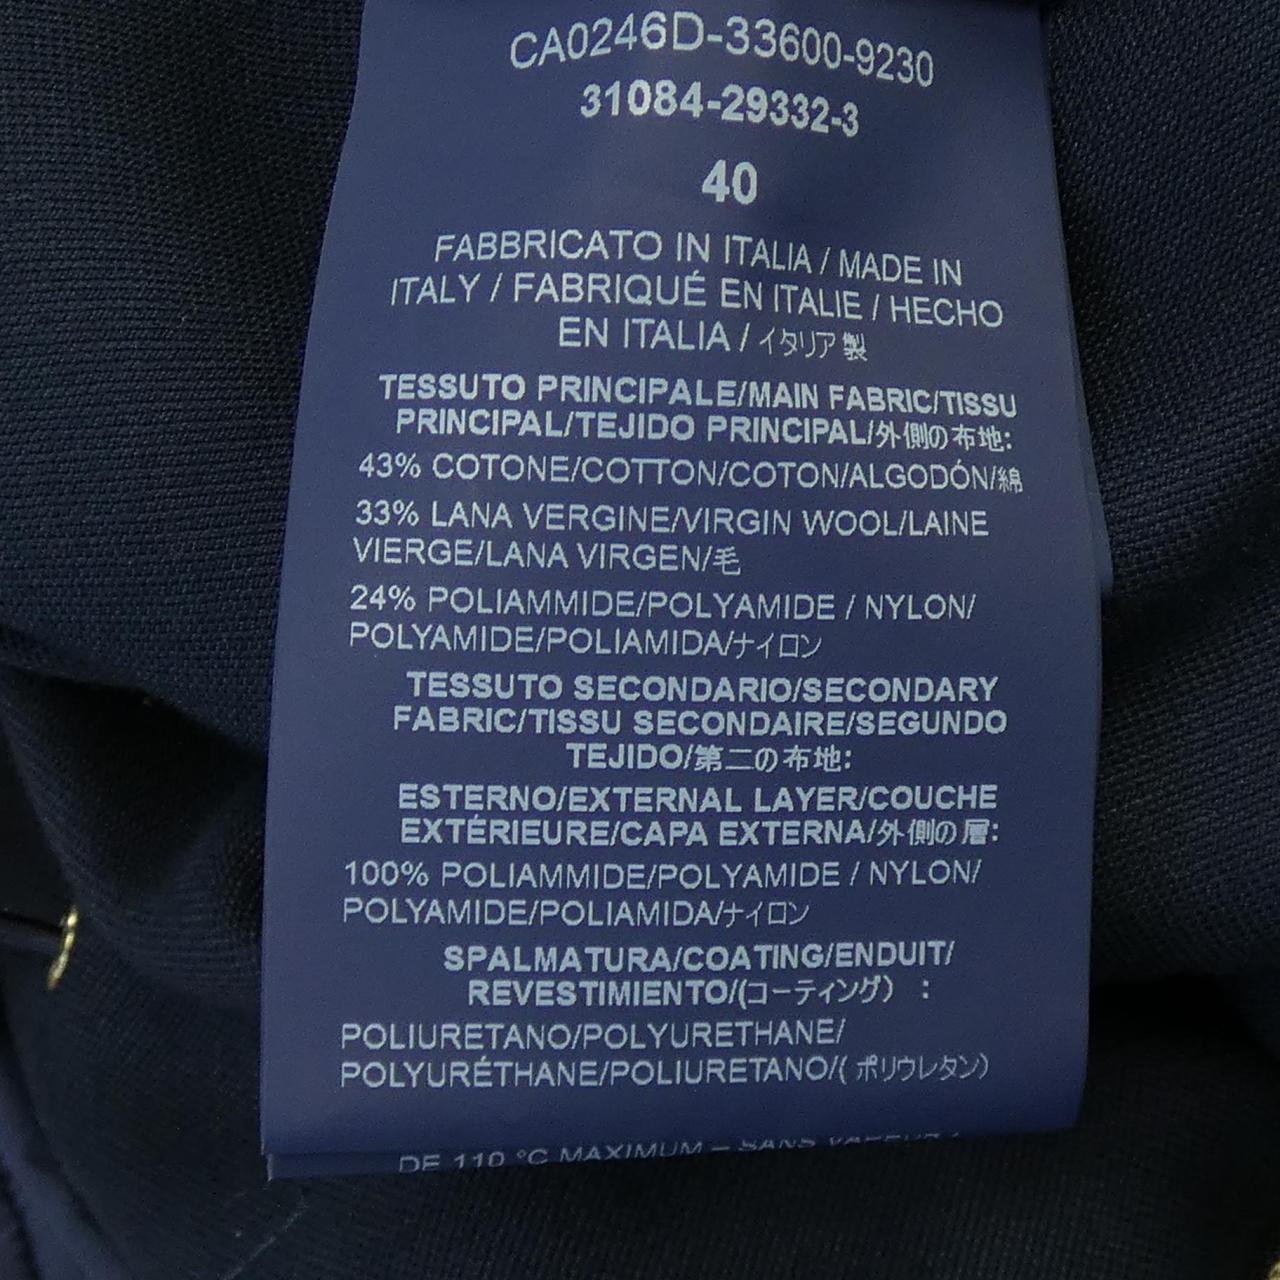 CA0246D-33600-9230
31084-29332-3
40
FABBRICATO IN ITALIA / MADE IN
ITALY / FABRIQUÉ EN ITALIE / HECHO
EN ITALIA / イタリア製
TESSUTO PRINCIPALE/MAIN FABRIC/TISSU
PRINCIPAL/TEJIDO PRINCIPAL/外側の布地:
43% COTONE/COTTON/COTON/ALGODÓN/綿
33% LANA VERGINE/VIRGIN WOOL/LAINE
VIERGE/LANA VIRGEN/毛
24% POLIAMMIDE/POLYAMIDE / NYLON/
POLYAMIDE/POLIAMIDA/ナイロン
TESSUTO SECONDARIO/SECONDARY
FABRIC/TISSU SECONDAIRE/SEGUNDO
TEJIDO/第二の布地:
ESTERNO/EXTERNAL LAYER/COUCHE
EXTÉRIEURE/CAPA EXTERNA/外側の層:
100% POLIAMMIDE/POLYAMIDE / NYLON/
POLYAMIDE/POLIAMIDA/ナイロン
SPALMATURA/COATING/ENDUIT/
REVESTIMIENTO/(コーティング) :
POLIURETANO/POLYURETHANE/
POLYURÉTHANE/POLIURETANO/( ポリウレタン)
DE 110 °C MAXIMUM – SANS